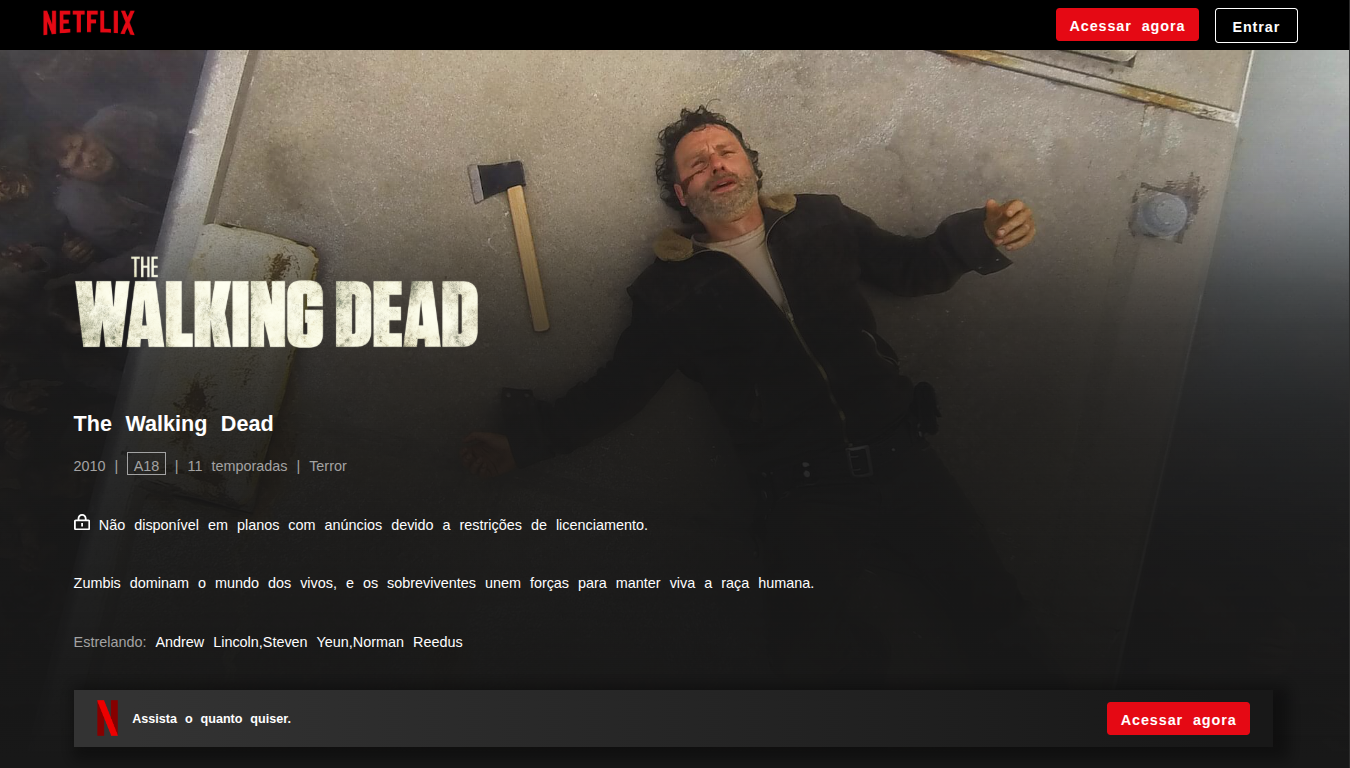 NETFLIX
Acessar agora
Entrar
THE
WALKING DEAD
The Walking Dead
2010 | A18 | 11 temporadas | Terror
Não disponível em planos com anúncios devido a restrições de licenciamento.
Zumbis dominam o mundo dos vivos, e os sobreviventes unem forças para manter viva a raça humana.
Estrelando: Andrew Lincoln,Steven Yeun,Norman Reedus
N
Assista o quanto quiser.
Acessar agora